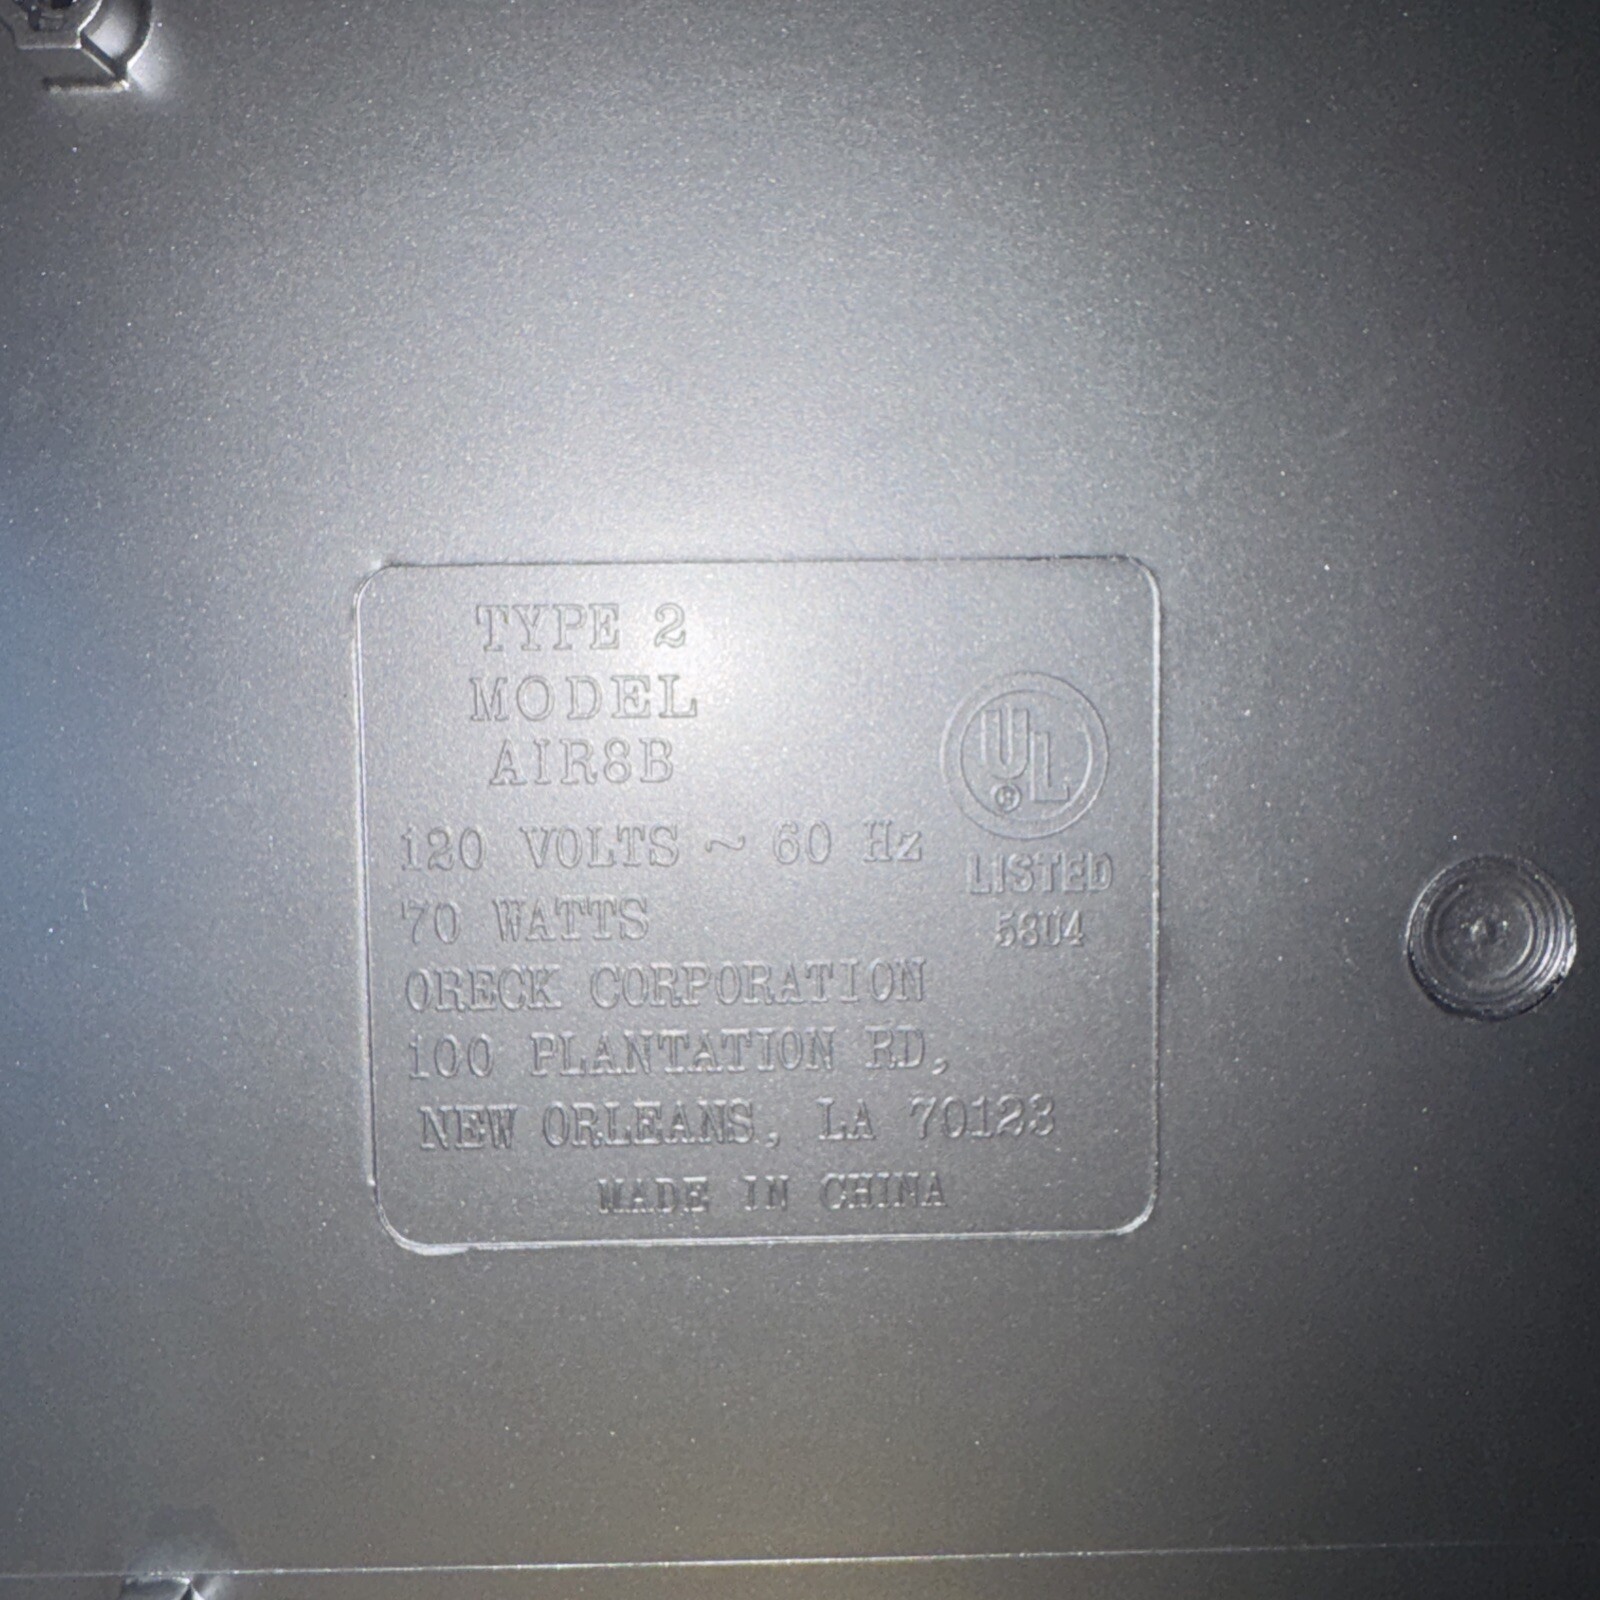 TYPE 2
MODEL
AIR8B
120 VOLTS ~ 60 Hz
70 WATTS
ORECK CORPORATION
100 PLANTATION RD,
NEW ORLEANS, LA 70123
MADE IN CHINA
UL ®
LISTED
58U4